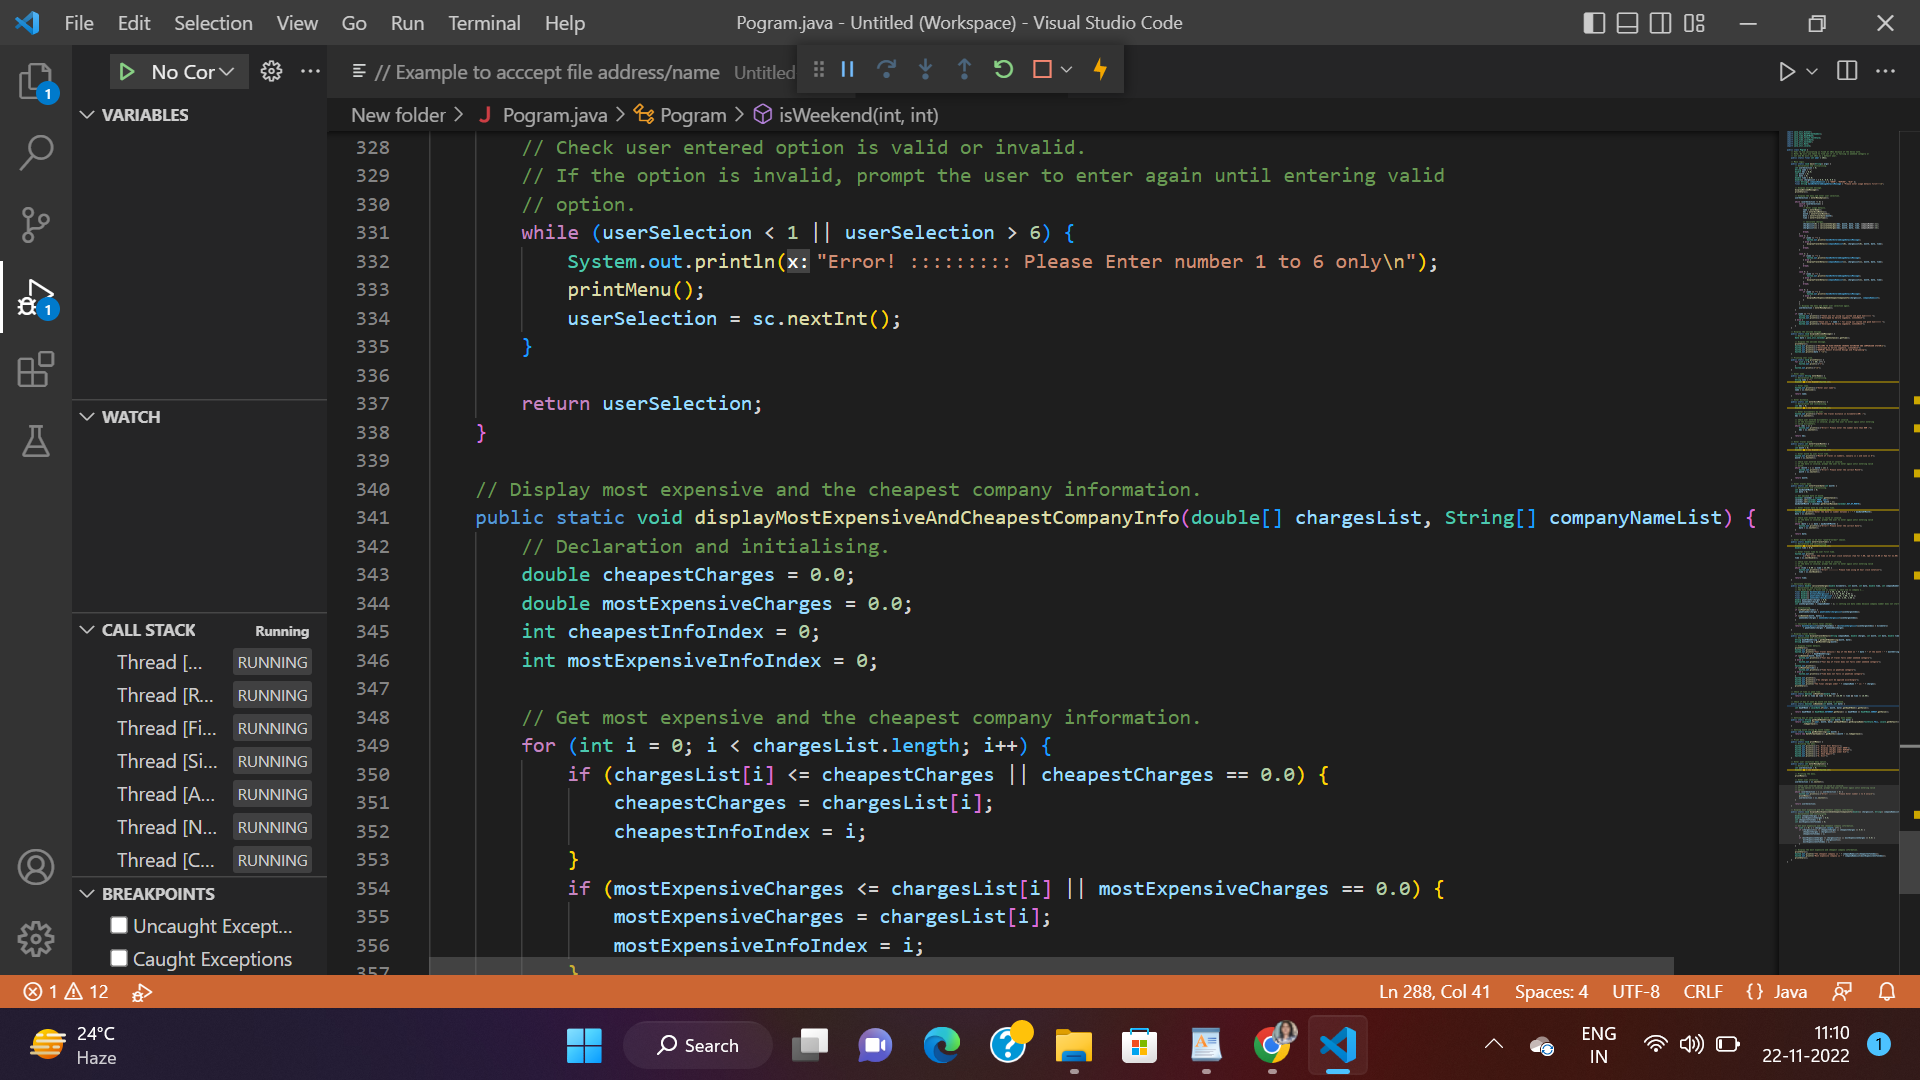 File Edit Selection View Go Run Terminal Help
Pogram.java - Untitled (Workspace) - Visual Studio Code
No Cor
// Example to acccept file address/name Untitled
New folder > J Pogram.java > Pogram > isWeekend(int, int)
VARIABLES
WATCH
CALL STACK Running
Thread [... RUNNING
Thread [R... RUNNING
Thread [Fi... RUNNING
Thread [Si... RUNNING
Thread [A... RUNNING
Thread [N... RUNNING
Thread [C... RUNNING
BREAKPOINTS
Uncaught Except...
Caught Exceptions
1
1
328 // Check user entered option is valid or invalid.
329 // If the option is invalid, prompt the user to enter again until entering valid
330 // option.
331 while (userSelection < 1 || userSelection > 6) {
332 System.out.println(x: "Error! ::::::::: Please Enter number 1 to 6 only\n");
333 printMenu();
334 userSelection = sc.nextInt();
335 }
336
337 return userSelection;
338 }
339
340 // Display most expensive and the cheapest company information.
341 public static void displayMostExpensiveAndCheapestCompanyInfo(double[] chargesList, String[] companyNameList) {
342 // Declaration and initialising.
343 double cheapestCharges = 0.0;
344 double mostExpensiveCharges = 0.0;
345 int cheapestInfoIndex = 0;
346 int mostExpensiveInfoIndex = 0;
347
348 // Get most expensive and the cheapest company information.
349 for (int i = 0; i < chargesList.length; i++) {
350 if (chargesList[i] <= cheapestCharges || cheapestCharges == 0.0) {
351 cheapestCharges = chargesList[i];
352 cheapestInfoIndex = i;
353 }
354 if (mostExpensiveCharges <= chargesList[i] || mostExpensiveCharges == 0.0) {
355 mostExpensiveCharges = chargesList[i];
356 mostExpensiveInfoIndex = i;
357 }
1 12
Ln 288, Col 41 Spaces: 4 UTF-8 CRLF {} Java
24°C
Haze
Search
ENG
IN
11:10
22-11-2022
1